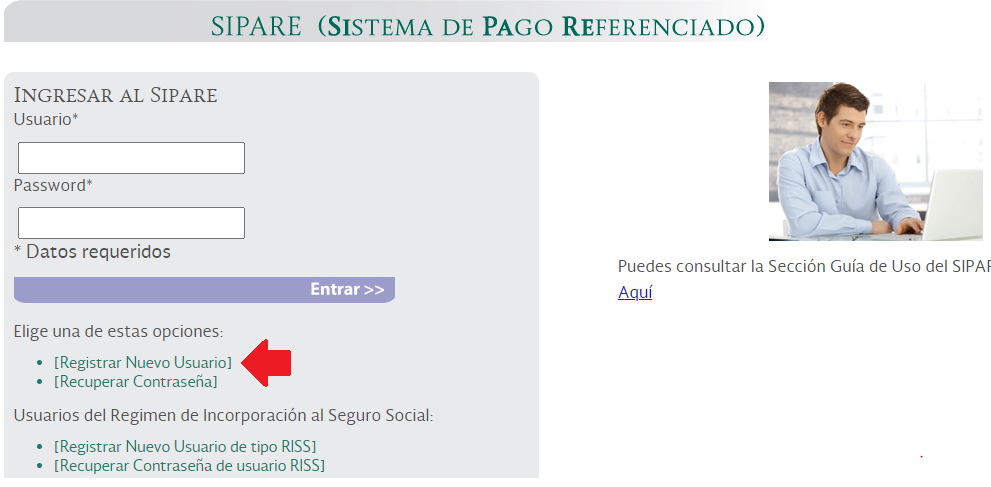 SIPARE (SISTEMA DE PAGO REFERENCIADO)
INGRESAR AL SIPARE
Usuario*
Password*
* Datos requeridos
Entrar >>
Elige una de estas opciones:
• [Registrar Nuevo Usuario]
• [Recuperar Contraseña]
Usuarios del Regimen de Incorporación al Seguro Social:
• [Registrar Nuevo Usuario de tipo RISS]
• [Recuperar Contraseña de usuario RISS]
Puedes consultar la Sección Guía de Uso del SIPAR
Aquí